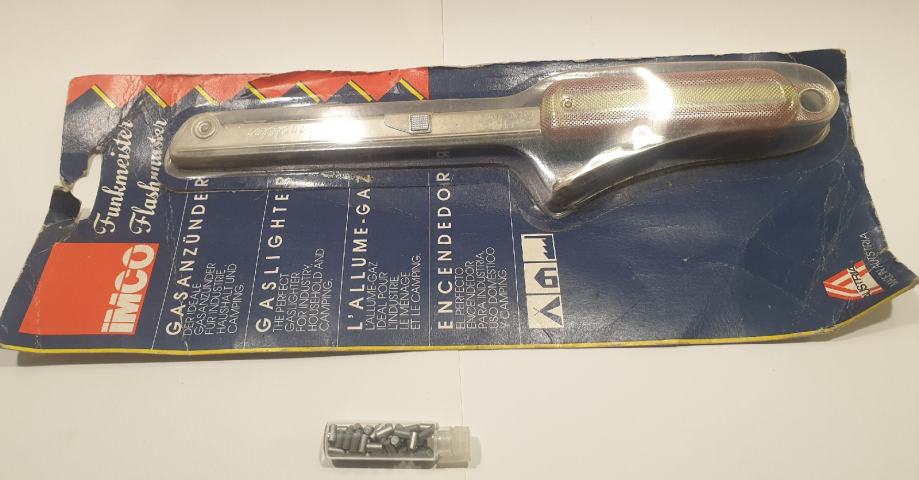 Funkmeister
Flashmaster
IMCO
GASANZÜNDER
DER IDEALE
GASANZÜNDER
FÜR INDUSTRIE,
HAUSHALT UND
CAMPING.
GASLIGHTER
THE PERFECT
GASLIGHTER
FOR INDUSTRY,
HOUSEHOLD AND
CAMPING.
L'ALLUME-GAZ
L'ALLUME-GAZ
IDEAL POUR
L'INDUSTRIE,
LE MENAGE
ET LE CAMPING.
ENCENDEDOR
EL PERFECTO
ENCENDEDOR
PARA INDUSTRIA
USO DOMESTICO
Y CAMPING.
AUSTRIA
MADE IN AUSTRIA